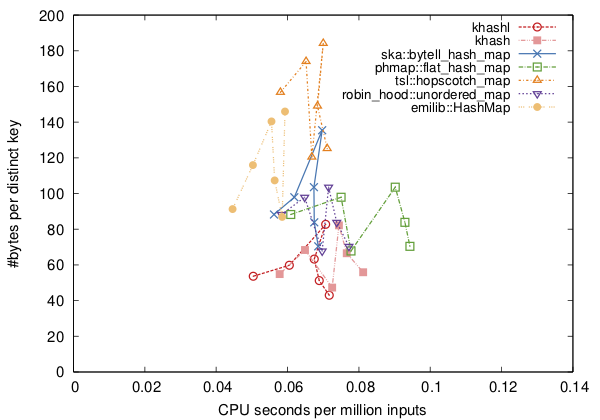 200
180
160
140
120
100
80
60
40
20
0
#bytes per distinct key
khashl
khash
ska::bytell_hash_map
phmap::flat_hash_map
tsl::hopscotch_map
robin_hood::unordered_map
emilib::HashMap
0 0.02 0.04 0.06 0.08 0.1 0.12 0.14
CPU seconds per million inputs